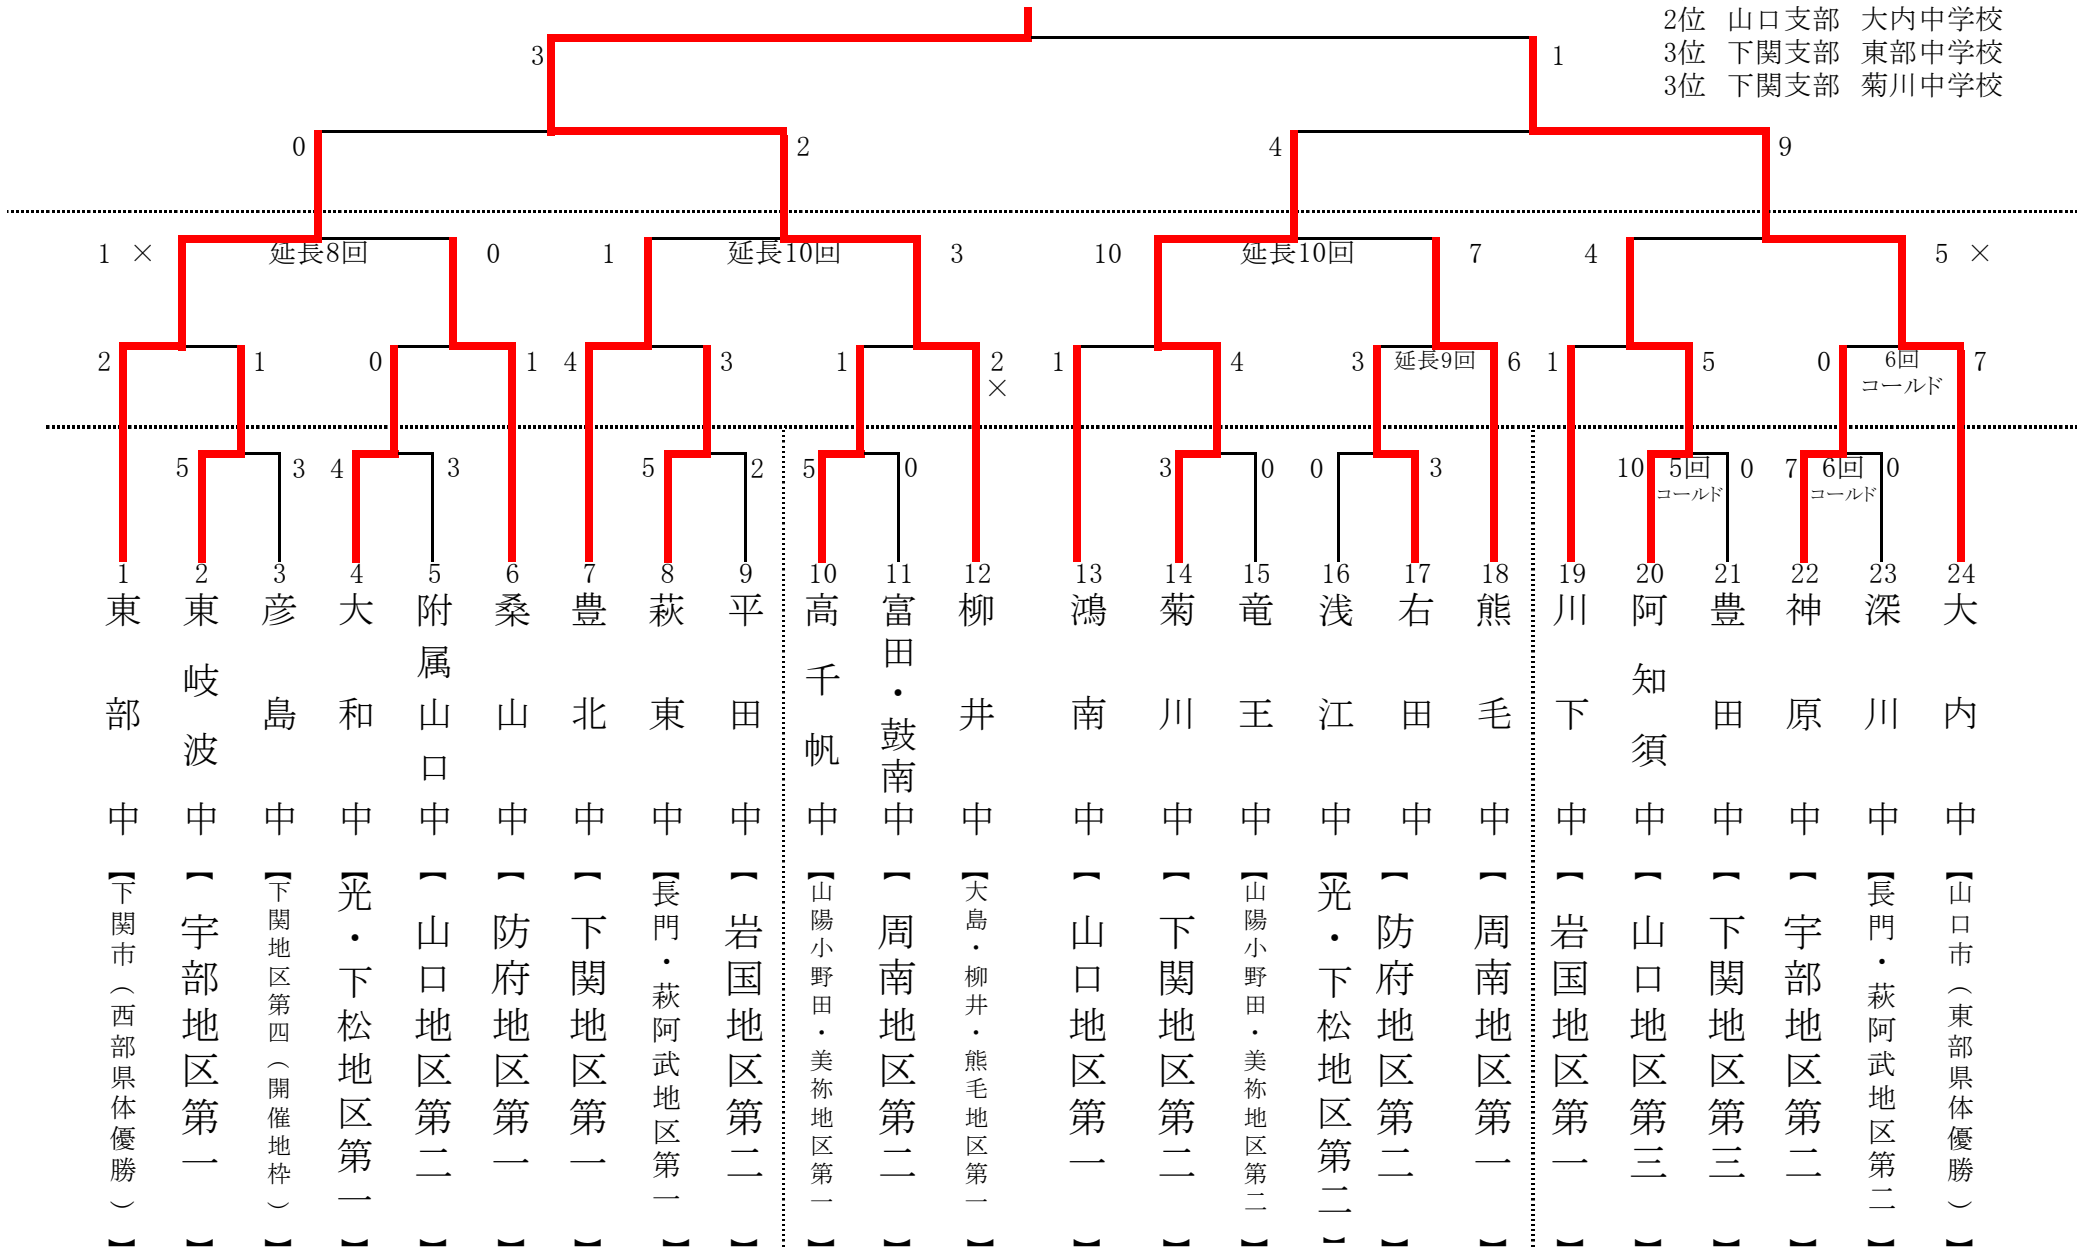 2位 山口支部 大内中学校
3位 下関支部 東部中学校
3位 下関支部 菊川中学校
3 1
0 2 4 9
1 × 延長8回 0 1 延長10回 3 10 延長10回 7 4 5 ×
2 1 0 1 4 3 1 2 1 4 3 延長9回 6 1 5 0 6回 7
× コールド
5 3 4 3 5 2 5 0 3 0 0 3 10 5回 0 7 6回 0
コールド コールド
1 2 3 4 5 6 7 8 9 10 11 12 13 14 15 16 17 18 19 20 21 22 23 24
東部中【下関市(西部県体優勝)】
東岐波中【宇部地区第一】
彦島中【下関地区第四(開催地枠)】
大和中【光・下松地区第一】
附属山口中【山口地区第二】
桑山中【防府地区第一】
豊北中【下関地区第一】
萩東中【長門・萩阿武地区第一】
平田中【岩国地区第二】
高千帆中【山陽小野田・美祢地区第一】
富田・鼓南中【周南地区第二】
柳井中【大島・柳井・熊毛地区第一】
鴻南中【山口地区第一】
菊川中【下関地区第二】
竜王中【山陽小野田・美祢地区第二】
浅江中【光・下松地区第二】
右田中【防府地区第二】
熊毛中【周南地区第一】
川下中【岩国地区第一】
阿知須中【山口地区第三】
豊田中【下関地区第三】
神原中【宇部地区第二】
深川中【長門・萩阿武地区第二】
大内中【山口市(東部県体優勝)】